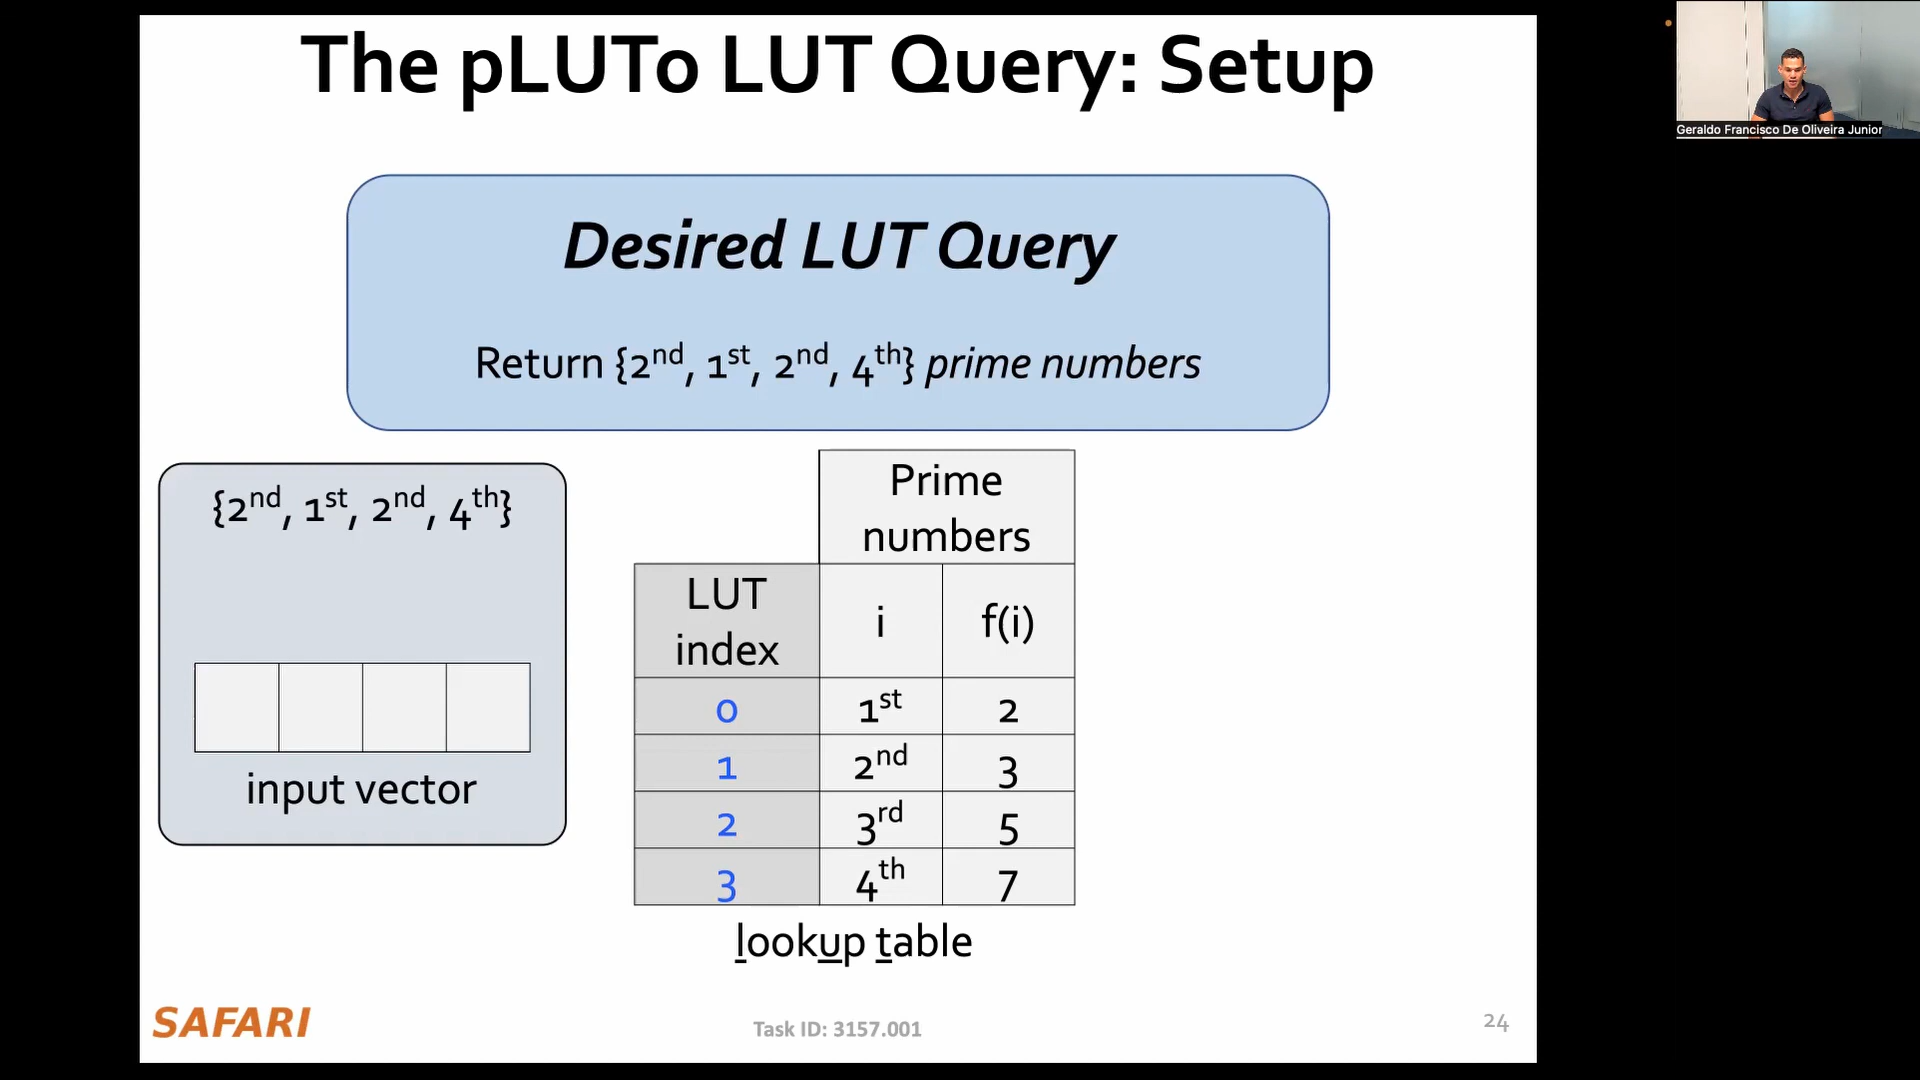 The pLUTo LUT Query: Setup
Geraldo Francisco De Oliveira Junior
Desired LUT Query
Return {2nd, 1st, 2nd, 4th} prime numbers
{2nd, 1st, 2nd, 4th}
input vector
Prime
numbers
LUT
index
i
f(i)
0
1st
2
1
2nd
3
2
3rd
5
3
4th
7
lookup table
SAFARI
Task ID: 3157.001
24